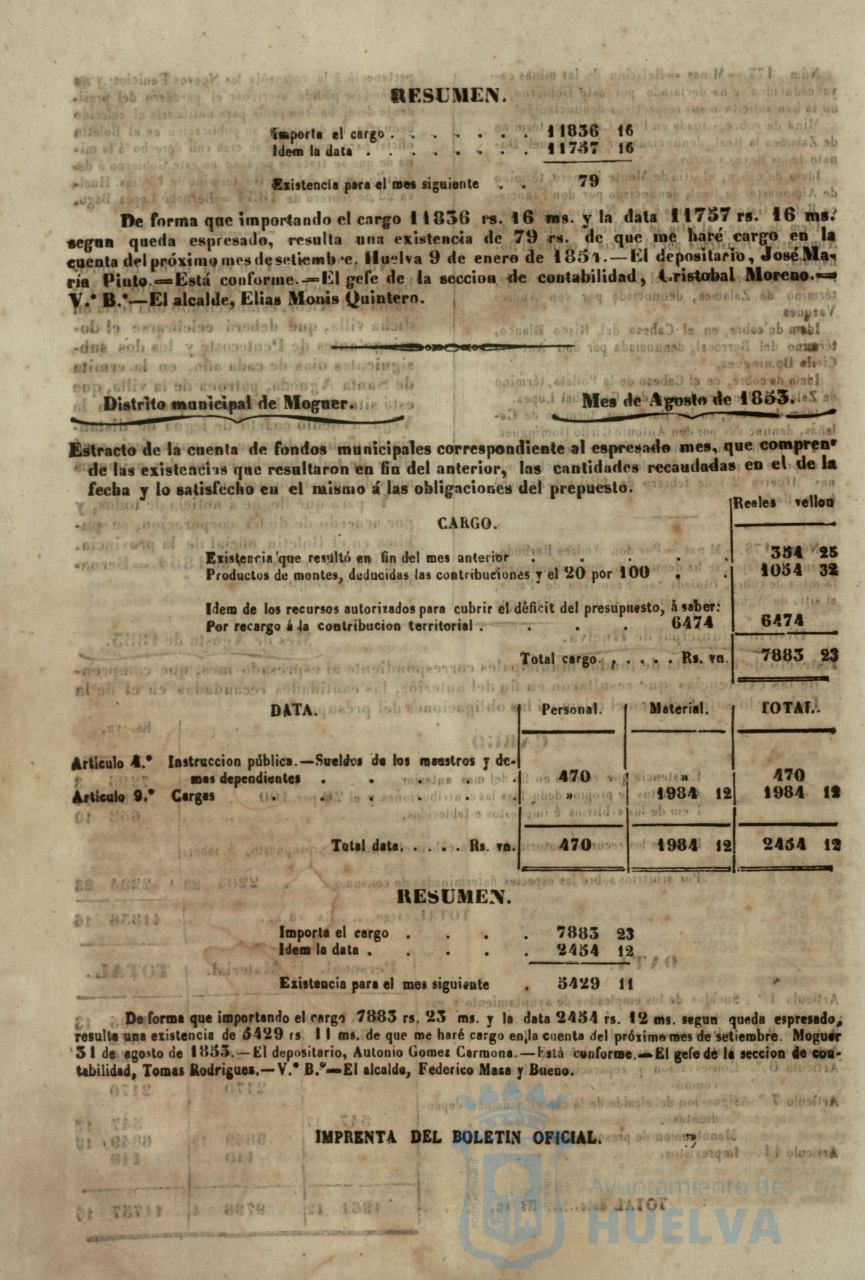 RESUMEN.
Importa el cargo . . . . . . . 11836 16
Idem la data . . . . . . . . 11757 16
Existencia para el mes siguiente . . 79
De forma que importando el cargo 11836 rs. 16 ms. y la data 11757 rs. 16 ms.
segun queda espresado, resulta una existencia de 79 rs. de que me haré cargo en la
cuenta del próximo mes de setiembre. Huelva 9 de enero de 1854.—El depositario, José Ma-
ría Pinto.=Está conforme.=El gefe de la seccion de contabilidad, Cristobal Moreno.=
V.° B.°—El alcalde, Elias Monis Quintero.
Distrito municipal de Moguer. Mes de Agosto de 1853.
Estracto de la cuenta de fondos municipales correspondiente al espresado mes, que compren-
de las existencias que resultaron en fin del anterior, las cantidades recaudadas en el de la
fecha y lo satisfecho en el mismo á las obligaciones del prepuesto.
Reales vellon
CARGO.
Existencia que resultó en fin del mes anterior . . . . . 354 25
Productos de montes, deducidas las contribuciones y el 20 por 100 . . 1054 32
Idem de los recursos autorizados para cubrir el déficit del presupuesto, á saber:
Por recargo á la contribucion territorial . . . . 6474 6474
Total cargo. . . . . . Rs. vn. 7883 23
DATA. Personal. Material. TOTAL.
Articulo 4.° Instruccion pública.—Sueldos de los maestros y de-
mas dependientes . . . . . . 470 » 470
Articulo 9.° Cargas . . . . . . » 1984 12 1984 12
Total data. . . . . Rs. vn. 470 1984 12 2454 12
RESUMEN.
Importa el cargo . . . . 7883 23
Idem la data . . . . . 2454 12
Existencia para el mes siguiente . 5429 11
De forma que importando el cargo 7883 rs. 23 ms. y la data 2454 rs. 12 ms. segun queda espresado,
resulta una existencia de 5429 rs 11 ms. de que me haré cargo en la cuenta del próximo mes de setiembre. Moguer
31 de agosto de 1853.—El depositario, Antonio Gomez Carmona.—Está conforme.=El gefe de la seccion de con-
tabilidad, Tomas Rodriguez.—V.° B.°=El alcalde, Federico Masa y Bueno.
IMPRENTA DEL BOLETIN OFICIAL.
Ayuntamiento de
HUELVA